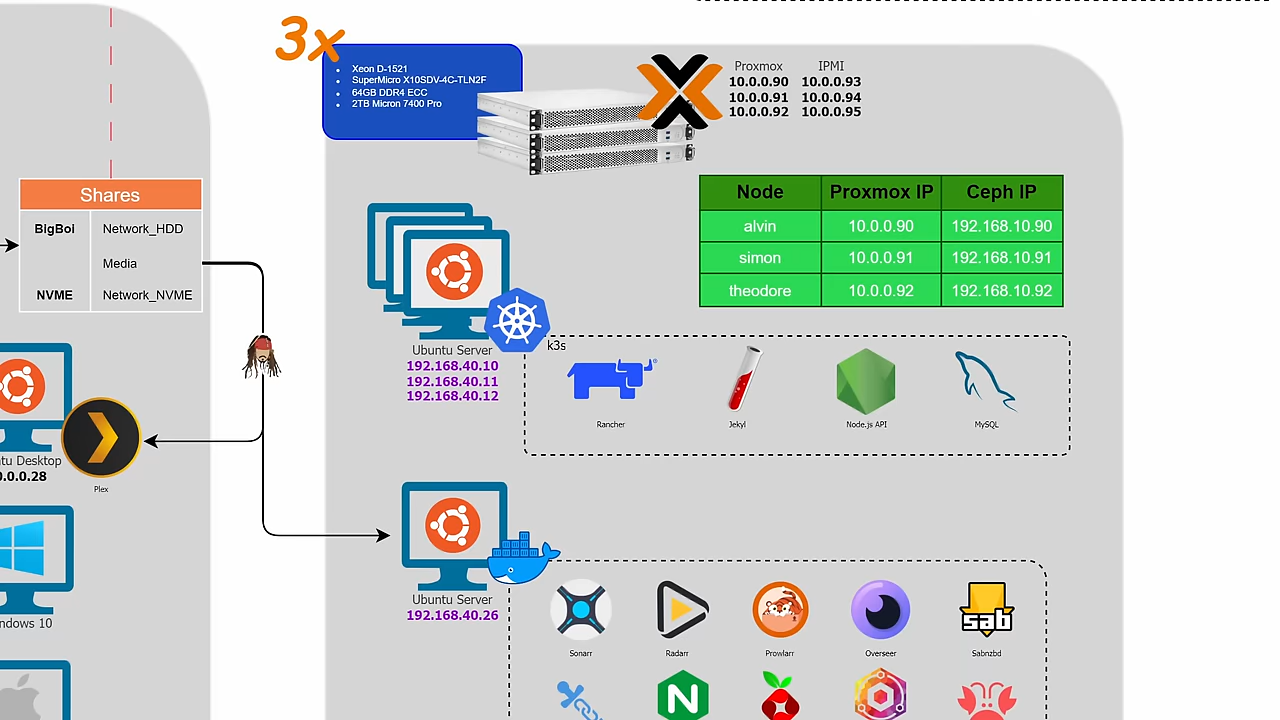 3x
Xeon D-1521
SuperMicro X10SDV-4C-TLN2F
64GB DDR4 ECC
2TB Micron 7400 Pro
Proxmox IPMI
10.0.0.90 10.0.0.93
10.0.0.91 10.0.0.94
10.0.0.92 10.0.0.95
Node Proxmox IP Ceph IP
alvin 10.0.0.90 192.168.10.90
simon 10.0.0.91 192.168.10.91
theodore 10.0.0.92 192.168.10.92
Shares
BigBoi Network_HDD
Media
NVME Network_NVME
Ubuntu Server
192.168.40.10
192.168.40.11
192.168.40.12
k3s
Rancher Jekyl Node.js API MySQL
tu Desktop
.0.0.28
Plex
ndows 10
Ubuntu Server
192.168.40.26
sab
Sonarr Radarr Prowlarr Overseer Sabnzbd
N